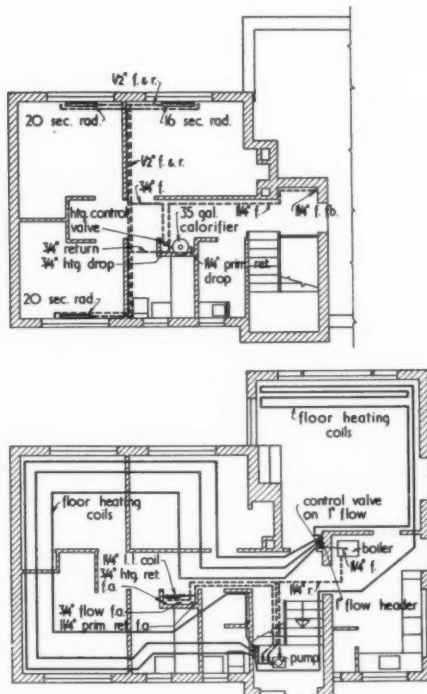 1/2" f. & r.
20 sec. rad.
16 sec. rad.
1/2" f. & r.
3/4" f.
htg. control
valve
35 gal.
calorifier
1 1/4" f.
1 1/4" f. fb.
3/4" return
3/4" htg. drop
1 1/4" prim. ret.
drop
20 sec. rad.
floor heating
coils
floor heating
coils
control valve
on 1" flow
1 1/4" l.l. coil
3/4" htg. ret.
f.a.
boiler
1 1/4" f.
3/4" flow f.a.
1 1/4" prim. ret. f.a.
1 1/4" r.
1" flow header
pump